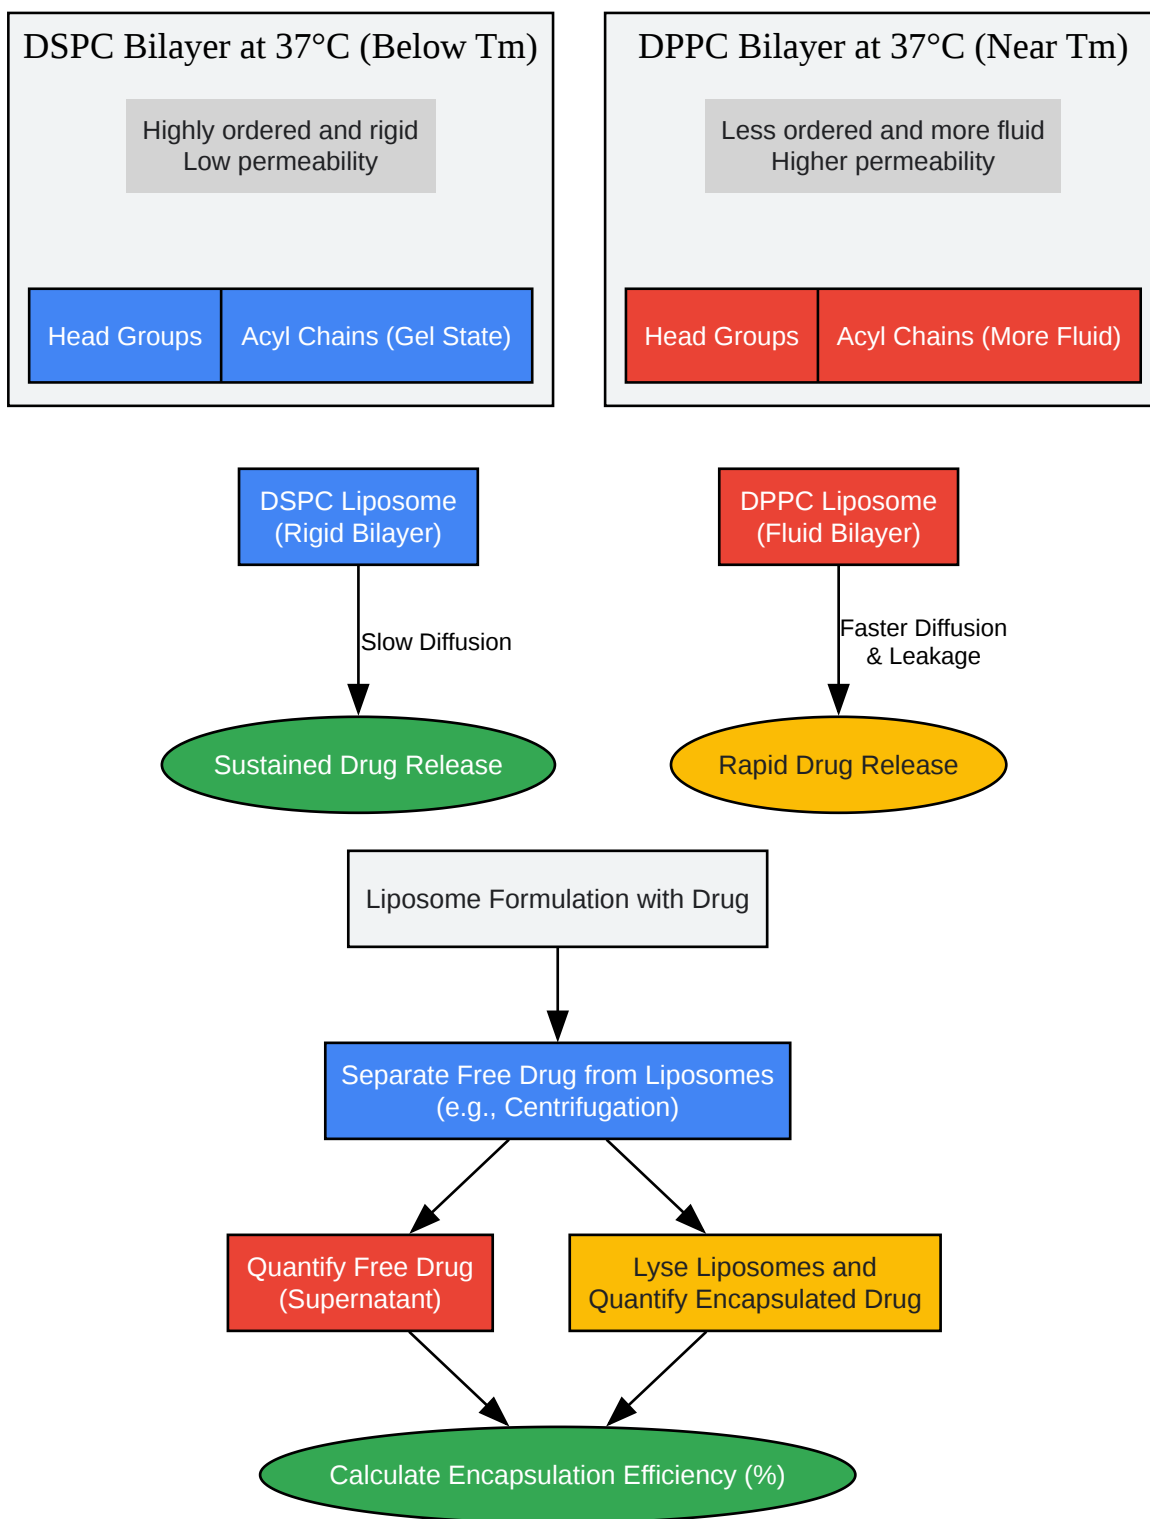 DSPC Bilayer at 37°C (Below Tm)
Highly ordered and rigid
Low permeability
Head Groups
Acyl Chains (Gel State)
DPPC Bilayer at 37°C (Near Tm)
Less ordered and more fluid
Higher permeability
Head Groups
Acyl Chains (More Fluid)
DSPC Liposome
(Rigid Bilayer)
Slow Diffusion
Sustained Drug Release
DPPC Liposome
(Fluid Bilayer)
Faster Diffusion
& Leakage
Rapid Drug Release
Liposome Formulation with Drug
Separate Free Drug from Liposomes
(e.g., Centrifugation)
Quantify Free Drug
(Supernatant)
Lyse Liposomes and
Quantify Encapsulated Drug
Calculate Encapsulation Efficiency (%)